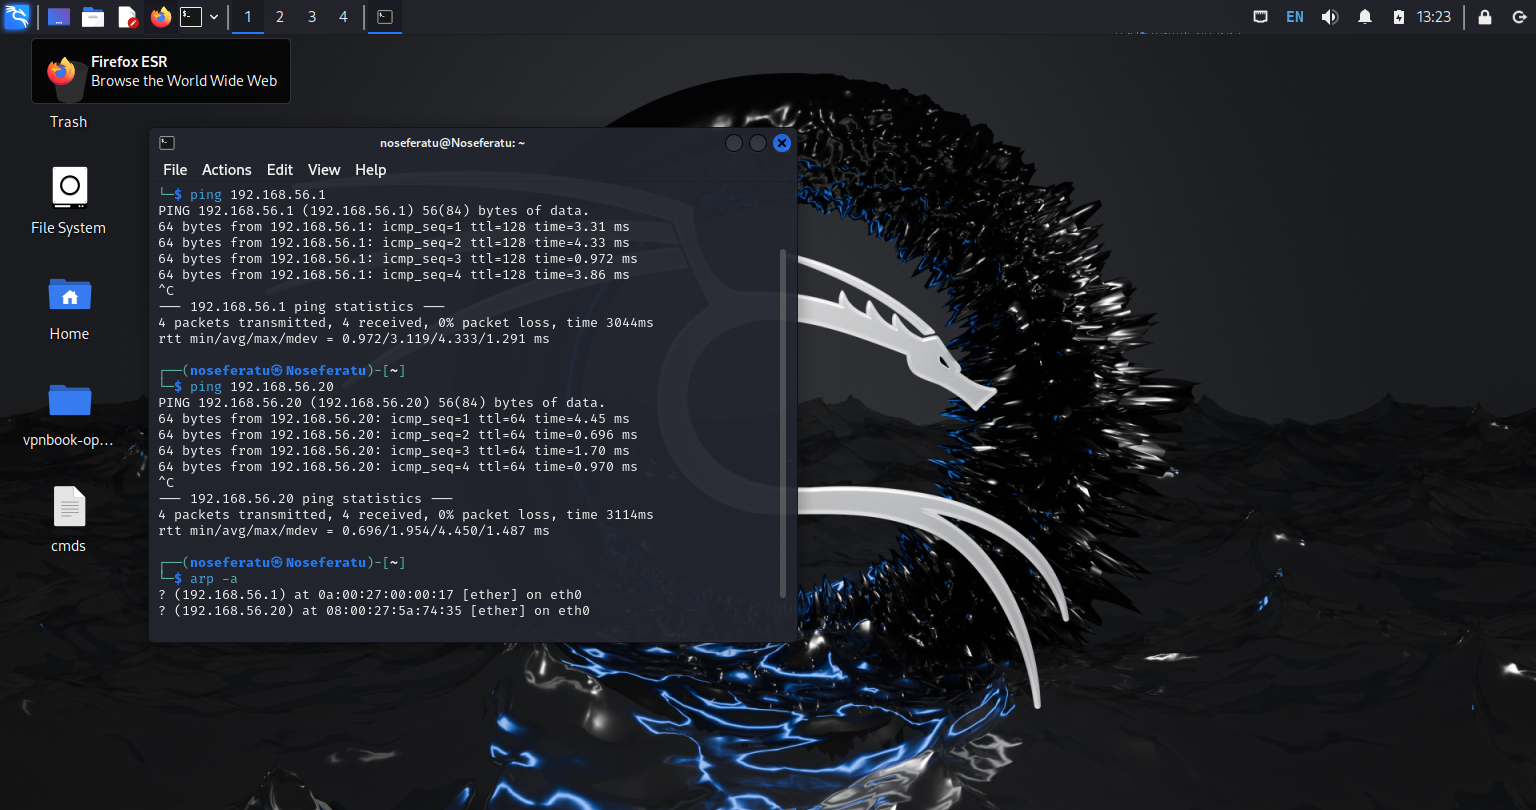 1 2 3 4
EN
13:23
Firefox ESR
Browse the World Wide Web
Trash
File System
Home
vpnbook-op...
cmds
noseferatu@Noseferatu: ~
File Actions Edit View Help
└─$ ping 192.168.56.1
PING 192.168.56.1 (192.168.56.1) 56(84) bytes of data.
64 bytes from 192.168.56.1: icmp_seq=1 ttl=128 time=3.31 ms
64 bytes from 192.168.56.1: icmp_seq=2 ttl=128 time=4.33 ms
64 bytes from 192.168.56.1: icmp_seq=3 ttl=128 time=0.972 ms
64 bytes from 192.168.56.1: icmp_seq=4 ttl=128 time=3.86 ms
^C
--- 192.168.56.1 ping statistics ---
4 packets transmitted, 4 received, 0% packet loss, time 3044ms
rtt min/avg/max/mdev = 0.972/3.119/4.333/1.291 ms
┌──(noseferatu㉿Noseferatu)-[~]
└─$ ping 192.168.56.20
PING 192.168.56.20 (192.168.56.20) 56(84) bytes of data.
64 bytes from 192.168.56.20: icmp_seq=1 ttl=64 time=4.45 ms
64 bytes from 192.168.56.20: icmp_seq=2 ttl=64 time=0.696 ms
64 bytes from 192.168.56.20: icmp_seq=3 ttl=64 time=1.70 ms
64 bytes from 192.168.56.20: icmp_seq=4 ttl=64 time=0.970 ms
^C
--- 192.168.56.20 ping statistics ---
4 packets transmitted, 4 received, 0% packet loss, time 3114ms
rtt min/avg/max/mdev = 0.696/1.954/4.450/1.487 ms
┌──(noseferatu㉿Noseferatu)-[~]
└─$ arp -a
? (192.168.56.1) at 0a:00:27:00:00:17 [ether] on eth0
? (192.168.56.20) at 08:00:27:5a:74:35 [ether] on eth0